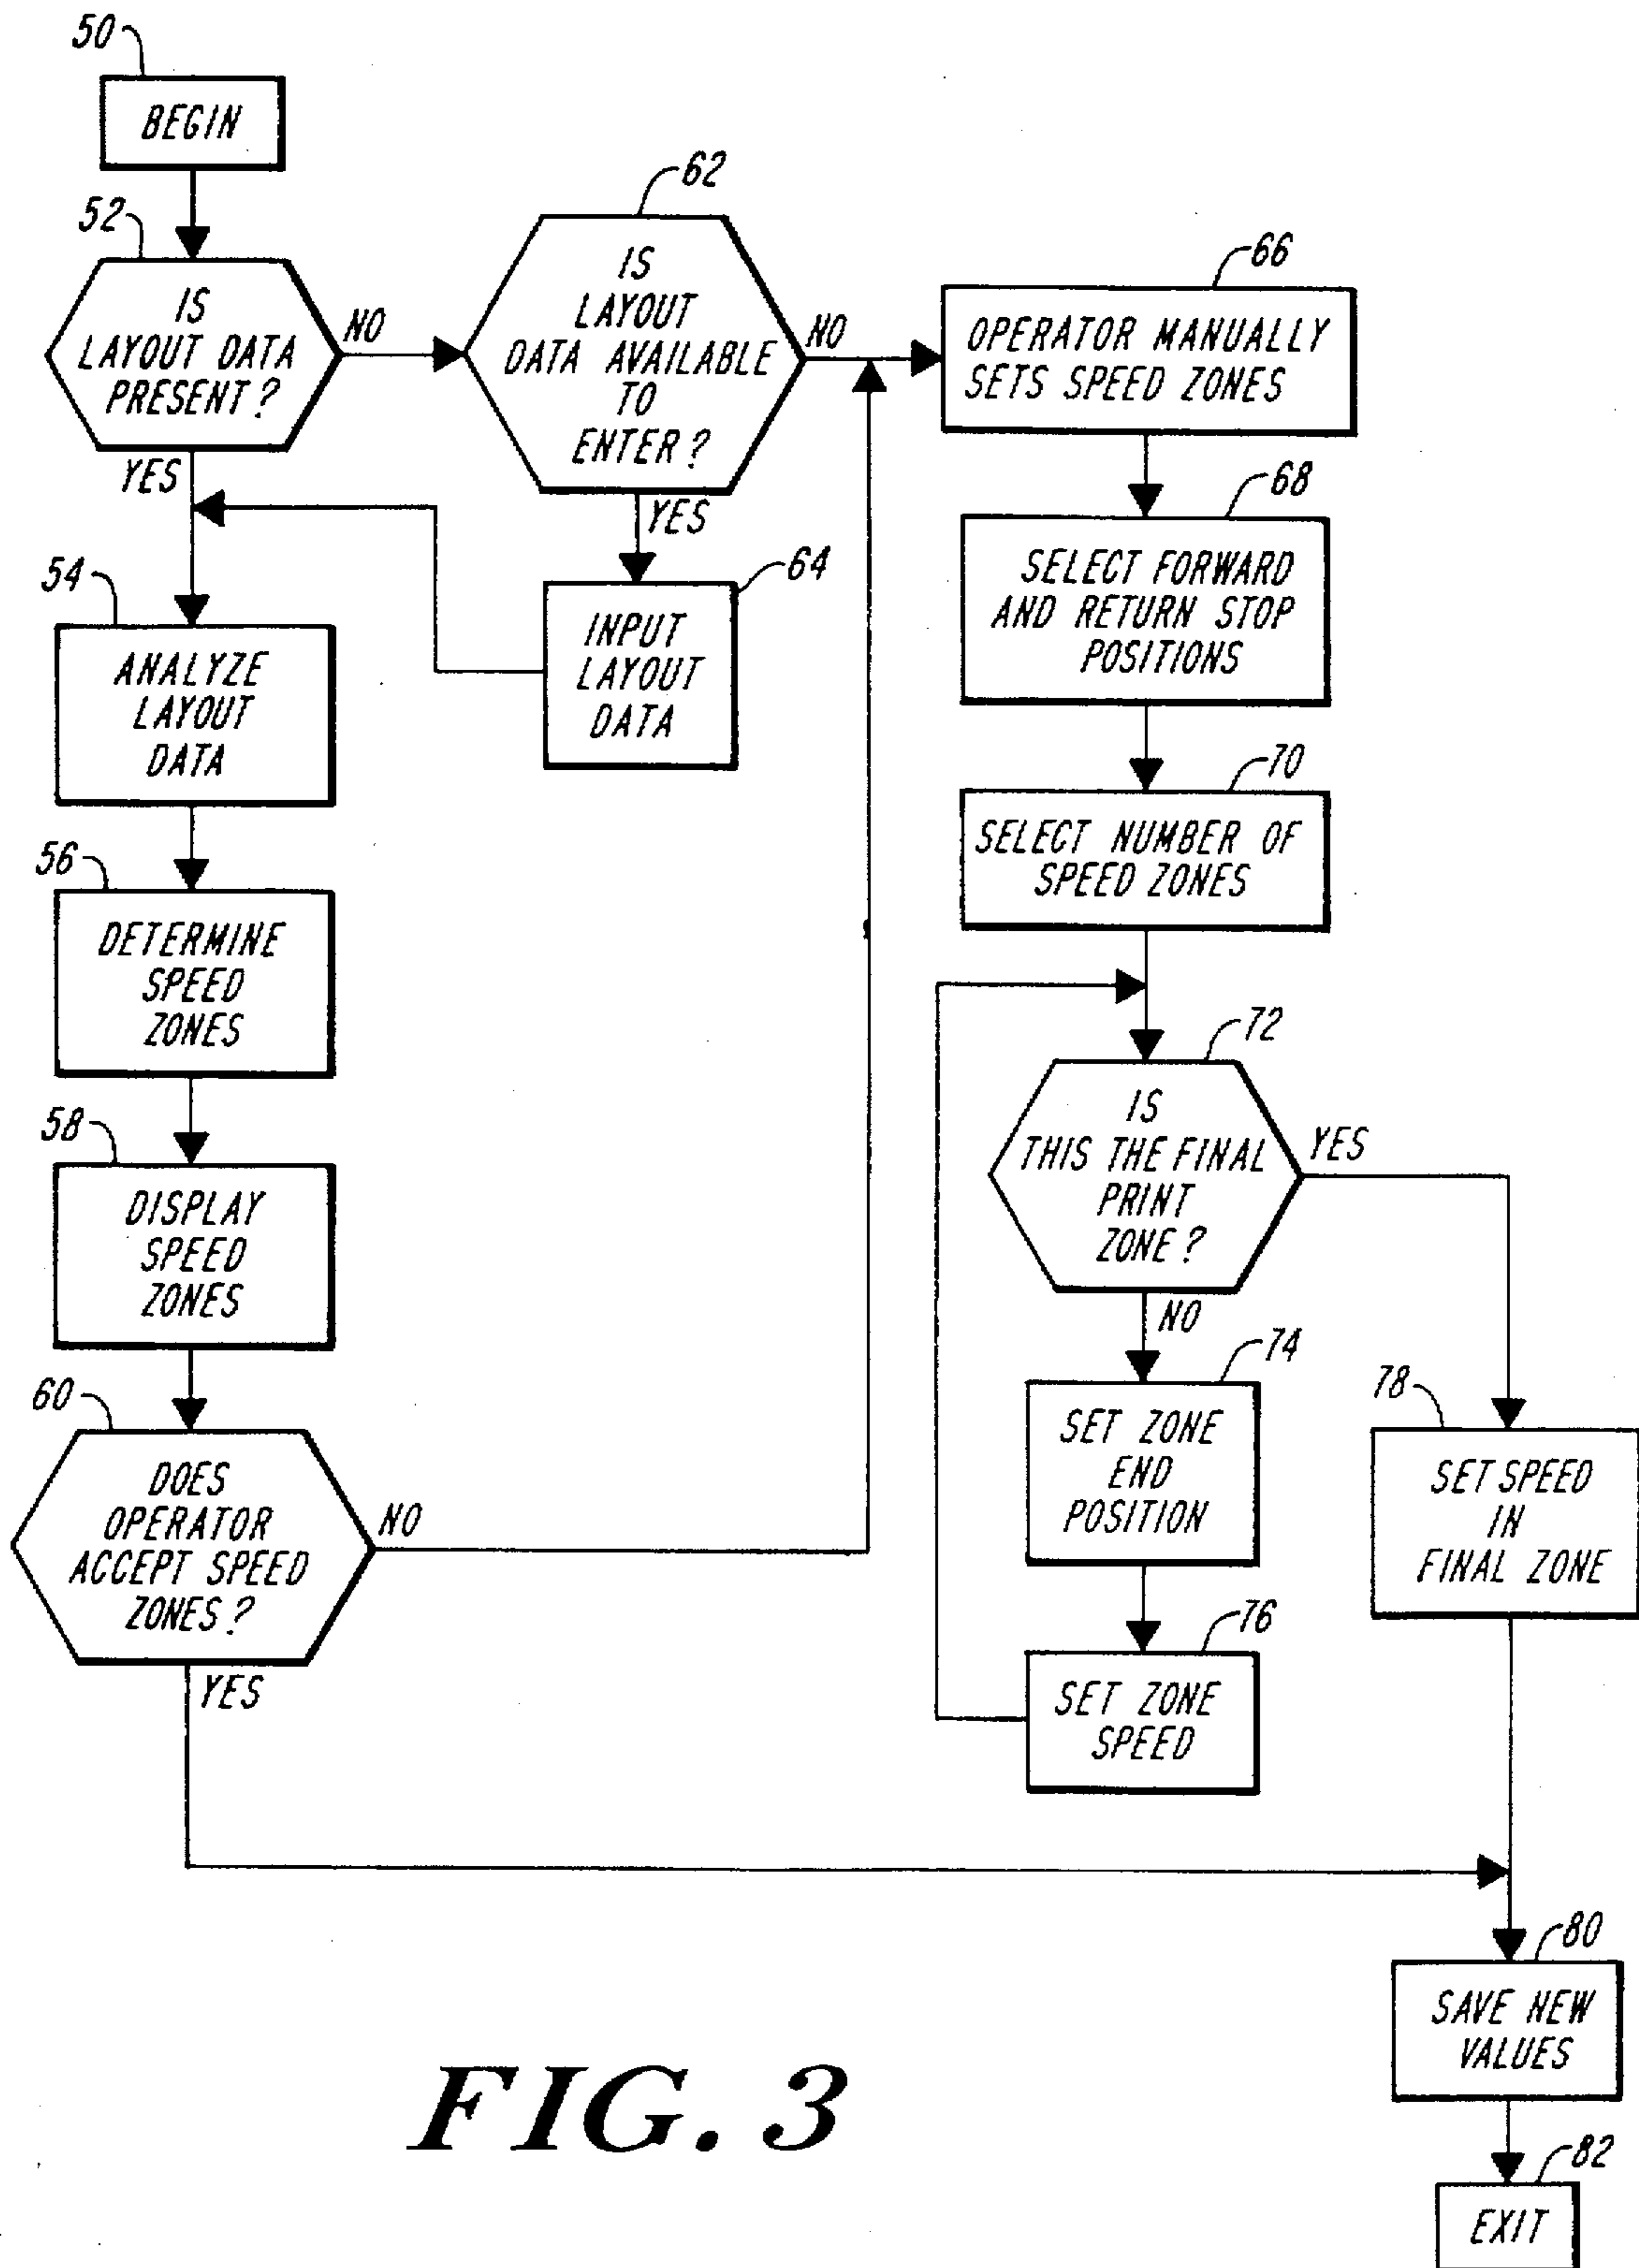 50
BEGIN
52
IS
LAYOUT DATA
PRESENT?
NO
YES
62
IS
LAYOUT
DATA AVAILABLE
TO
ENTER?
NO
YES
64
INPUT
LAYOUT
DATA
54
ANALYZE
LAYOUT
DATA
56
DETERMINE
SPEED
ZONES
58
DISPLAY
SPEED
ZONES
60
DOES
OPERATOR
ACCEPT SPEED
ZONES?
NO
YES
66
OPERATOR MANUALLY
SETS SPEED ZONES
68
SELECT FORWARD
AND RETURN STOP
POSITIONS
70
SELECT NUMBER OF
SPEED ZONES
72
IS
THIS THE FINAL
PRINT
ZONE?
YES
NO
74
SET ZONE
END
POSITION
76
SET ZONE
SPEED
78
SET SPEED
IN
FINAL ZONE
80
SAVE NEW
VALUES
82
EXIT
FIG. 3